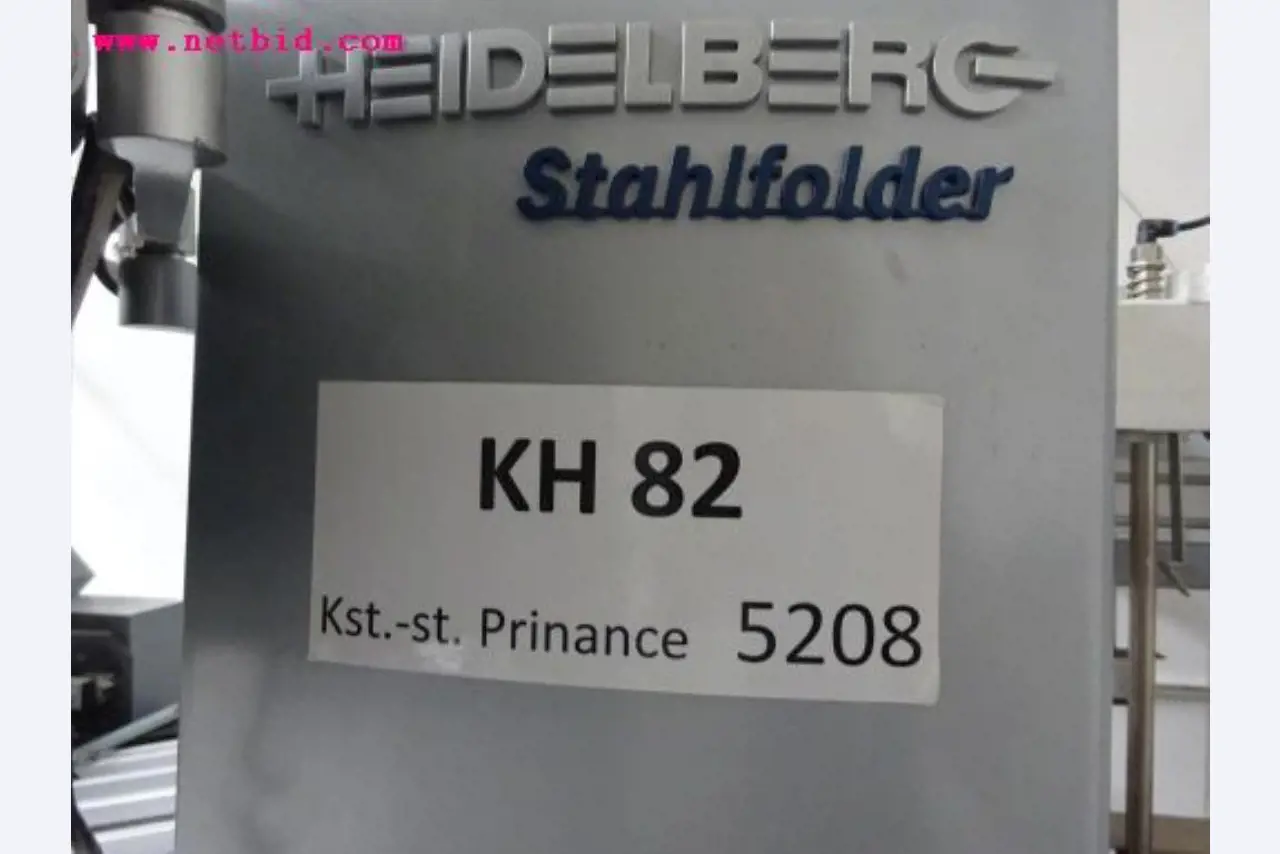 www.netbid.com
HEIDELBERG
Stahlfolder
KH 82
Kst.-st. Prinance 5208